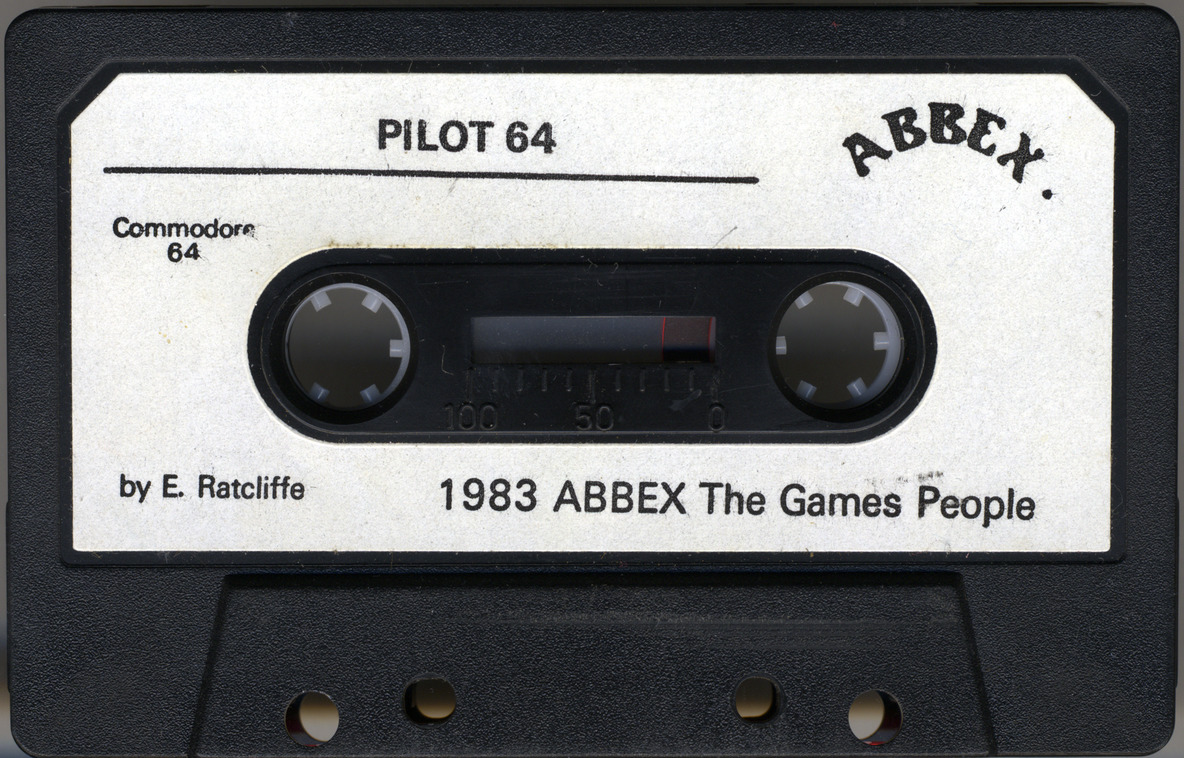 PILOT 64
ABBEX.
Commodore
64
100 50 0
by E. Ratcliffe
1983 ABBEX The Games People